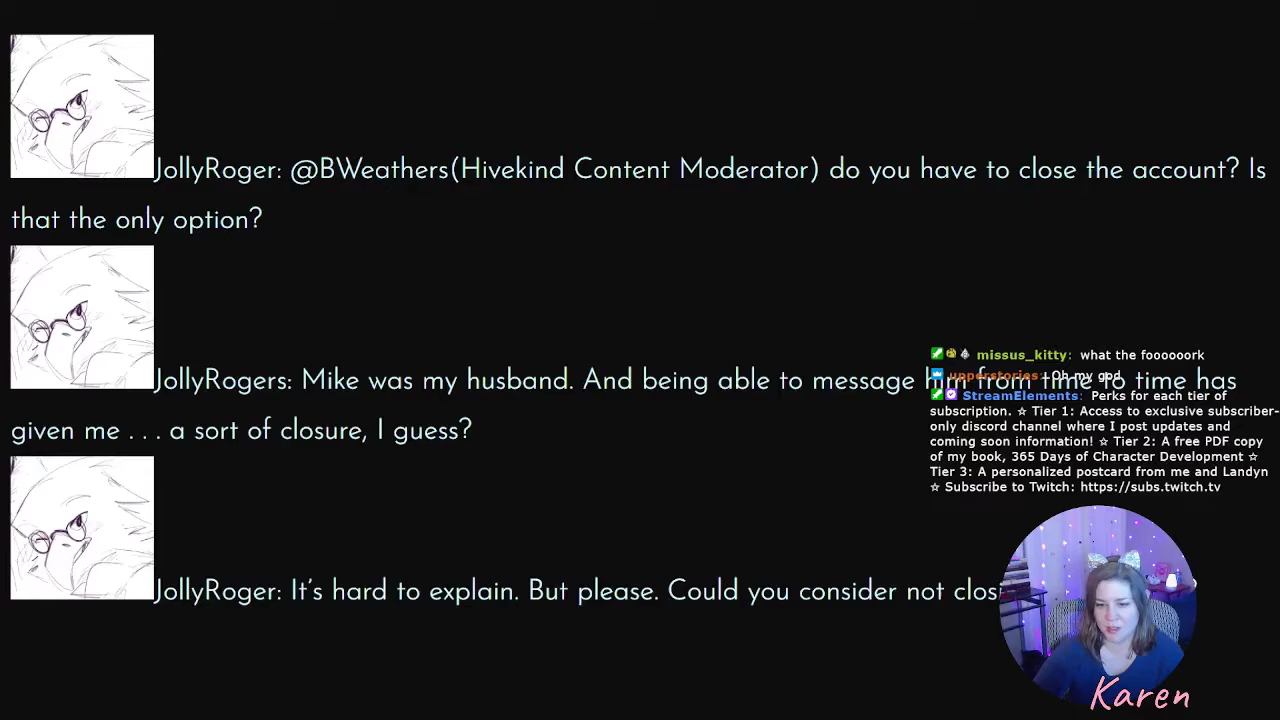 JollyRoger: @BWeathers(Hivekind Content Moderator) do you have to close the account? Is
that the only option?
JollyRogers: Mike was my husband. And being able to message him from time to time has
given me . . . a sort of closure, I guess?
JollyRoger: It's hard to explain. But please. Could you consider not
missus_kitty: what the foooooork
upperstories: Oh my god
StreamElements: Perks for each tier of
subscription. ☆ Tier 1: Access to exclusive subscriber-
only discord channel where I post updates and
coming soon information! ☆ Tier 2: A free PDF copy
of my book, 365 Days of Character Development ☆
Tier 3: A personalized postcard from me and Landyn
☆ Subscribe to Twitch: https://subs.twitch.tv
Karen